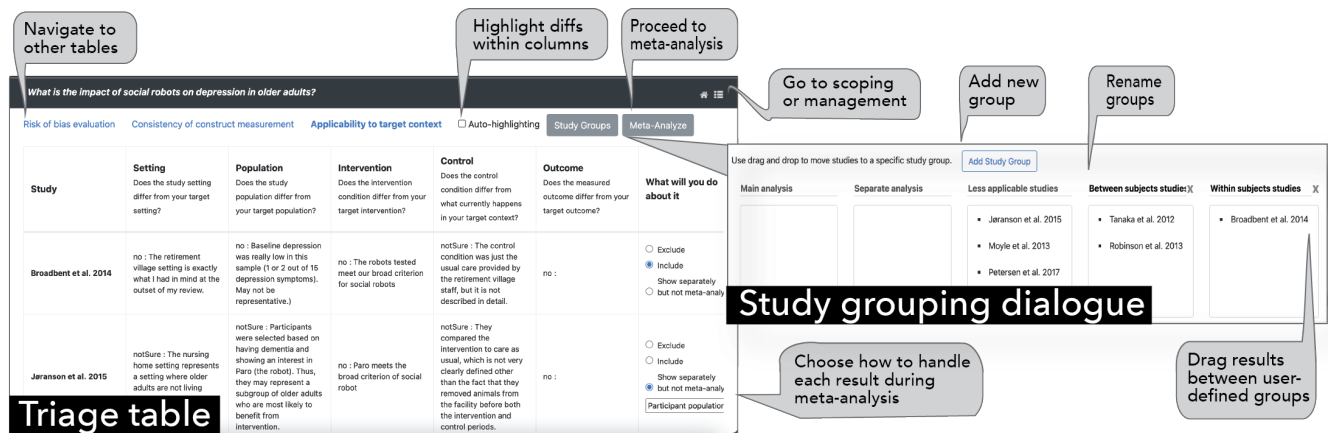 Navigate to
other tables
Highlight diffs
within columns
Proceed to
meta-analysis
Go to scoping
or management
Add new
group
Rename
groups
What is the impact of social robots on depression in older adults?
Risk of bias evaluation Consistency of construct measurement Applicability to target context Auto-highlighting Study Groups Meta-Analyze
Study
Setting
Does the study setting
differ from your target
setting?
Population
Does the study
population differ from
your target population?
Intervention
Does the intervention
condition differ from your
target intervention?
Control
Does the control
condition differ from
what currently happens
in your target context?
Outcome
Does the measured
outcome differ from your
target outcome?
What will you do
about it
Broadbent et al. 2014
no : The retirement
village setting is exactly
what I had in mind at the
outset of my review.
no : Baseline depression
was really low in this
sample (1 or 2 out of 15
depression symptoms).
May not be
representative.)
no : The robots tested
meet our broad criterion
for social robots
notSure : The control
condition was just the
usual care provided by
the retirement village
staff, but it is not
described in detail.
no :
Exclude
Include
Show separately
but not meta-analy
Jøranson et al. 2015
notSure : The nursing
home setting represents
a setting where older
adults are not living
notSure : Participants
were selected based on
having dementia and
showing an interest in
Paro (the robot). Thus,
they may represent a
subgroup of older adults
who are most likely to
benefit from
intervention.
no : Paro meets the
broad criterion of social
robot
notSure : They
compared the
intervention to care as
usual, which is not very
clearly defined other
than the fact that they
removed animals from
the facility before both
the intervention and
control periods.
no :
Exclude
Include
Show separately
but not meta-analy
Participant population
Triage table
Use drag and drop to move studies to a specific study group. Add Study Group
Main analysis
Separate analysis
Less applicable studies
Jøranson et al. 2015
Moyle et al. 2013
Petersen et al. 2017
Between subjects studies X
Tanaka et al. 2012
Robinson et al. 2013
Within subjects studies X
Broadbent et al. 2014
Study grouping dialogue
Choose how to handle
each result during
meta-analysis
Drag results
between user-
defined groups